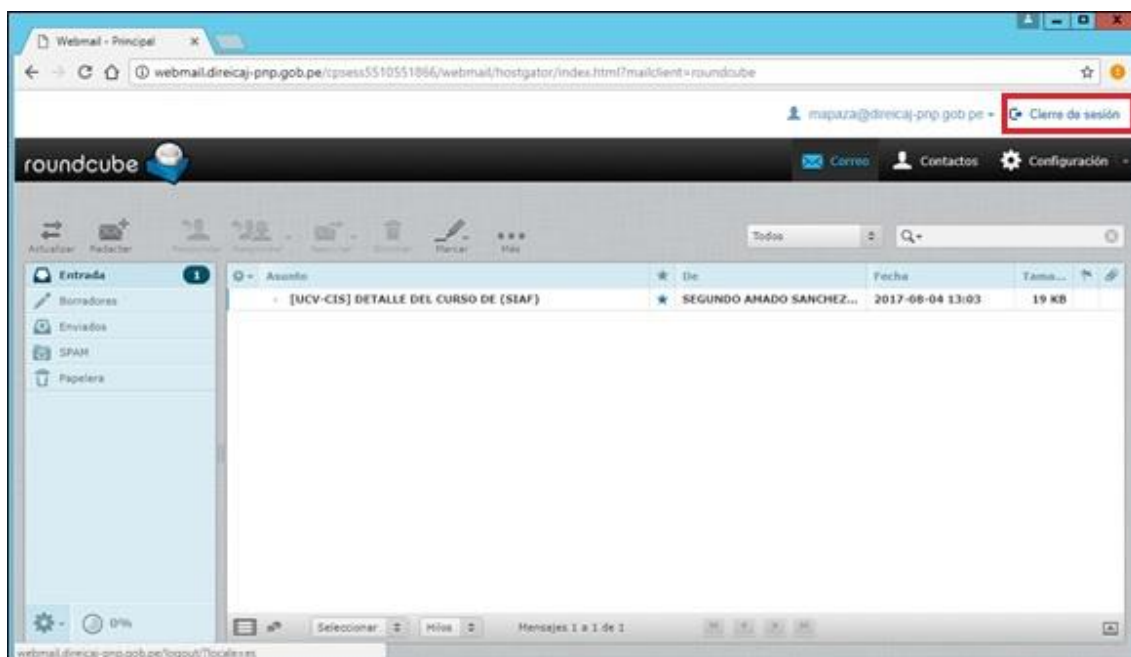 Webmail - Principal
webmail.direicaj-pnp.gob.pe/cpsess5510551866/webmail/hostgator/index.html?mailclient=roundcube
mapaza@direicaj-pnp.gob.pe
Cierre de sesión
roundcube
Correo
Contactos
Configuración
Actualizar
Redactar
Marcar
Más
Todos
Entrada
1
Borradores
Enviados
SPAM
Papelera
Asunto
De
Fecha
Tama...
[UCV-CIS] DETALLE DEL CURSO DE (SIAF)
SEGUNDO AMADO SANCHEZ...
2017-08-04 13:03
19 KB
0%
Seleccionar
Hilos
Mensajes 1 a 1 de 1
webmail.direicaj-pnp.gob.pe/logout/?locale=es